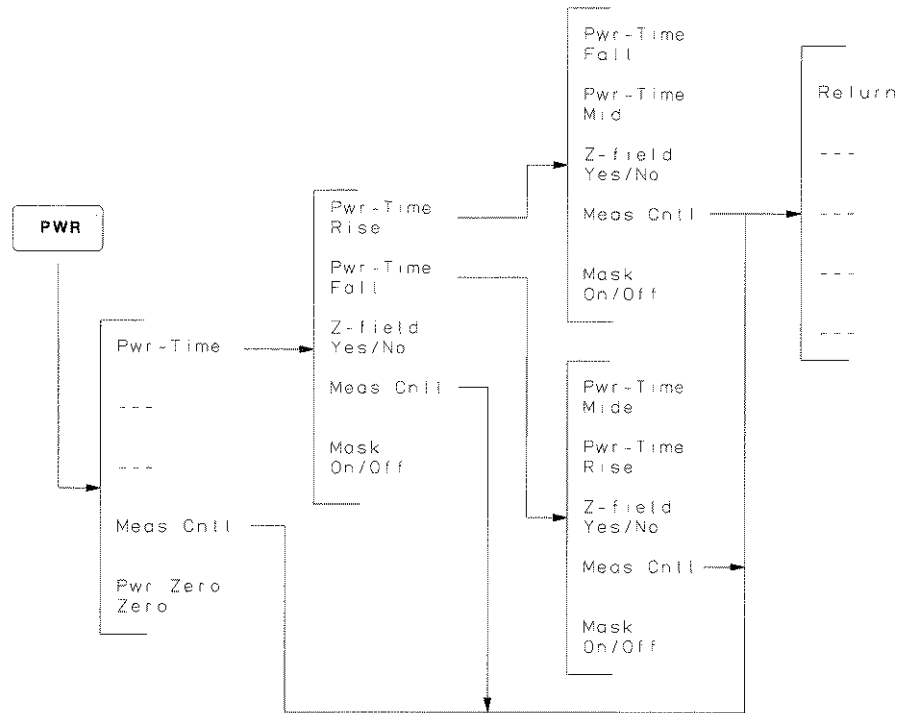 PWR
Pwr-Time
---
---
Meas Cntl
Pwr Zero
Zero
Pwr-Time
Rise
Pwr-Time
Fall
Z-field
Yes/No
Meas Cntl
Mask
On/Off
Pwr-Time
Fall
Pwr-Time
Mid
Z-field
Yes/No
Meas Cntl
Mask
On/Off
Pwr-Time
Mide
Pwr-Time
Rise
Z-field
Yes/No
Meas Cntl
Mask
On/Off
Return
---
---
---
---